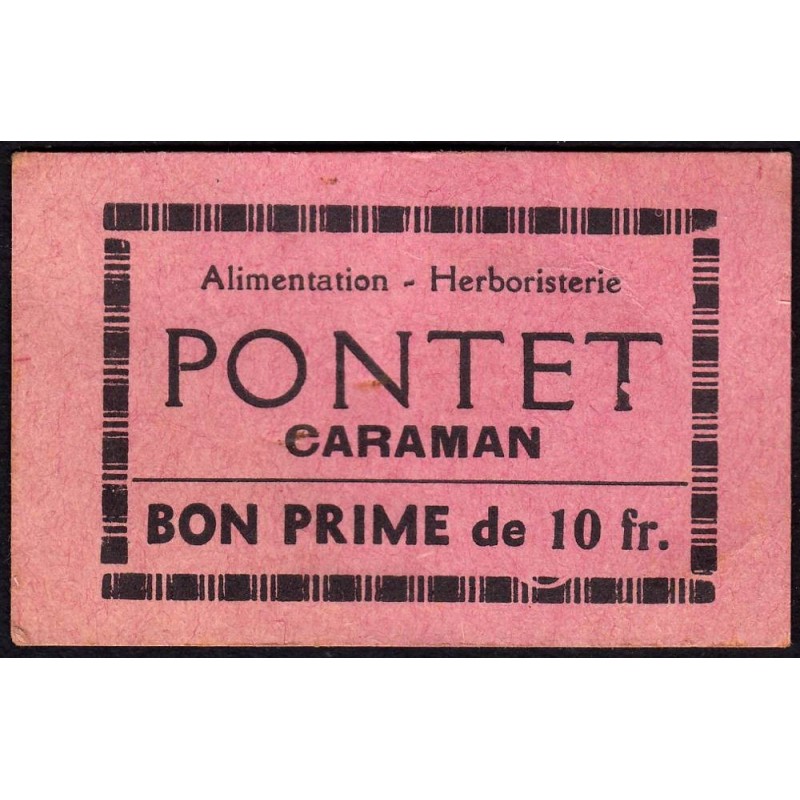 Alimentation - Herboristerie
PONTET
CARAMAN
BON PRIME de 10 fr.